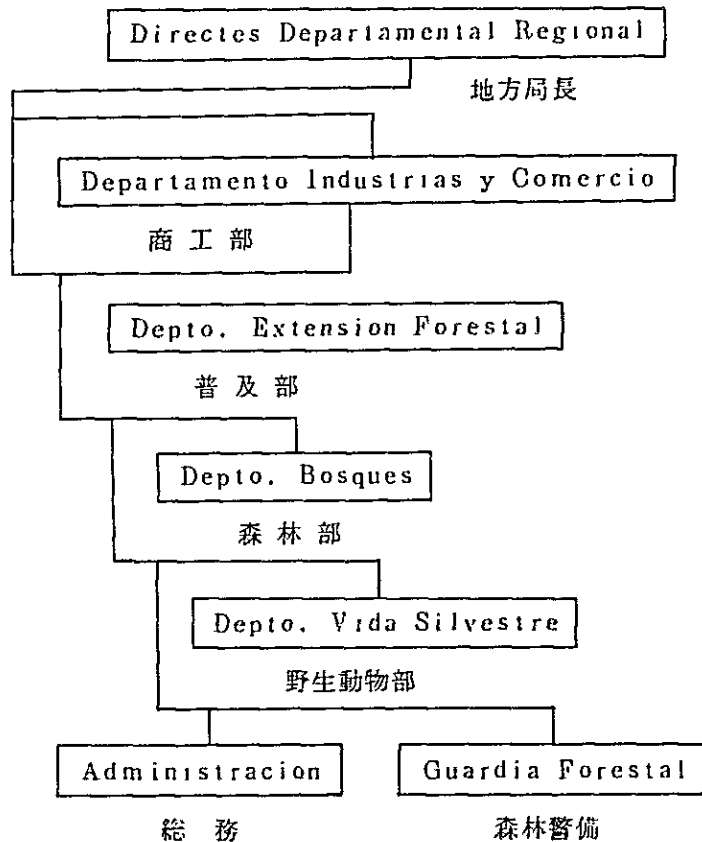 Directes Departamental Regional
地方局長
Departamento Industrias y Comercio
商工部
Depto. Extension Forestal
普及部
Depto. Bosques
森林部
Depto. Vida Silvestre
野生動物部
Administracion Guardia Forestal
総務 森林警備